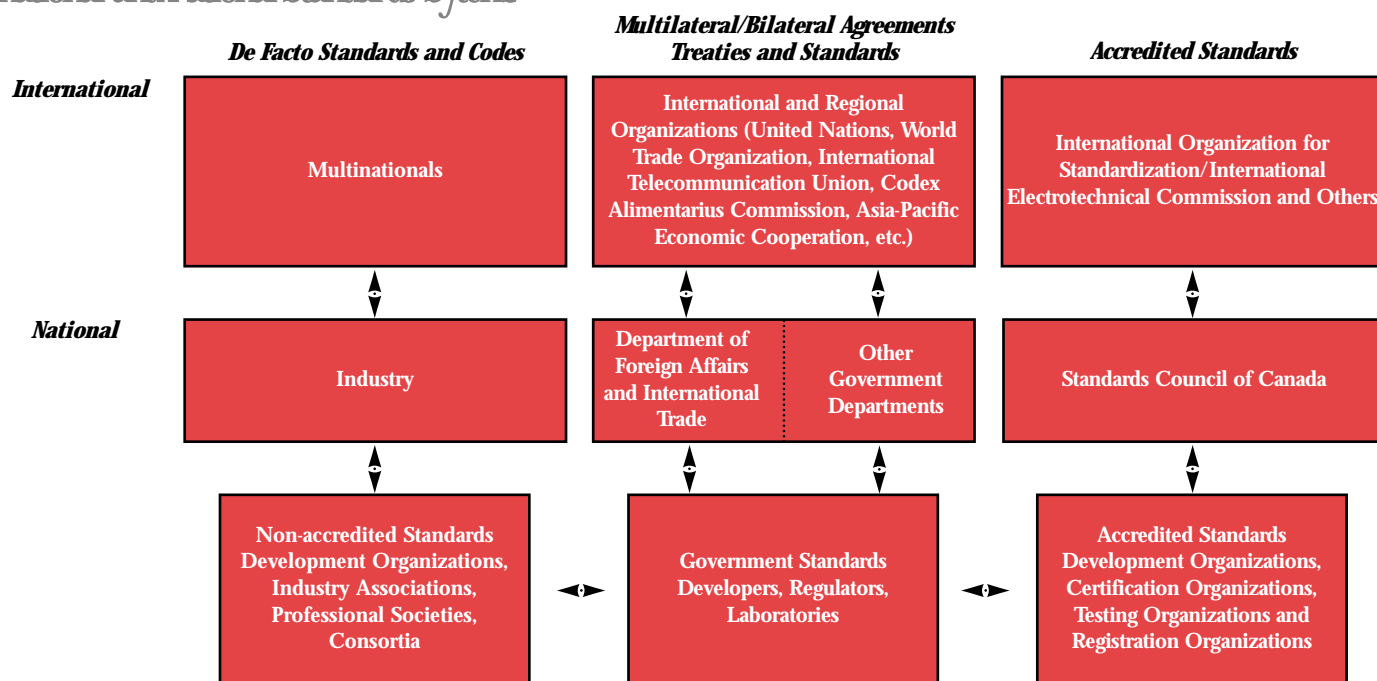 Multilateral/Bilateral Agreements
Treaties and Standards
De Facto Standards and Codes
Accredited Standards
International
Multinationals
International and Regional
Organizations (United Nations, World
Trade Organization, International
Telecommunication Union, Codex
Alimentarius Commission, Asia-Pacific
Economic Cooperation, etc.)
International Organization for
Standardization/International
Electrotechnical Commission and Others
National
Industry
Department of
Foreign Affairs
and International
Trade
Other
Government
Departments
Standards Council of Canada
Non-accredited Standards
Development Organizations,
Industry Associations,
Professional Societies,
Consortia
Government Standards
Developers, Regulators,
Laboratories
Accredited Standards
Development Organizations,
Certification Organizations,
Testing Organizations and
Registration Organizations